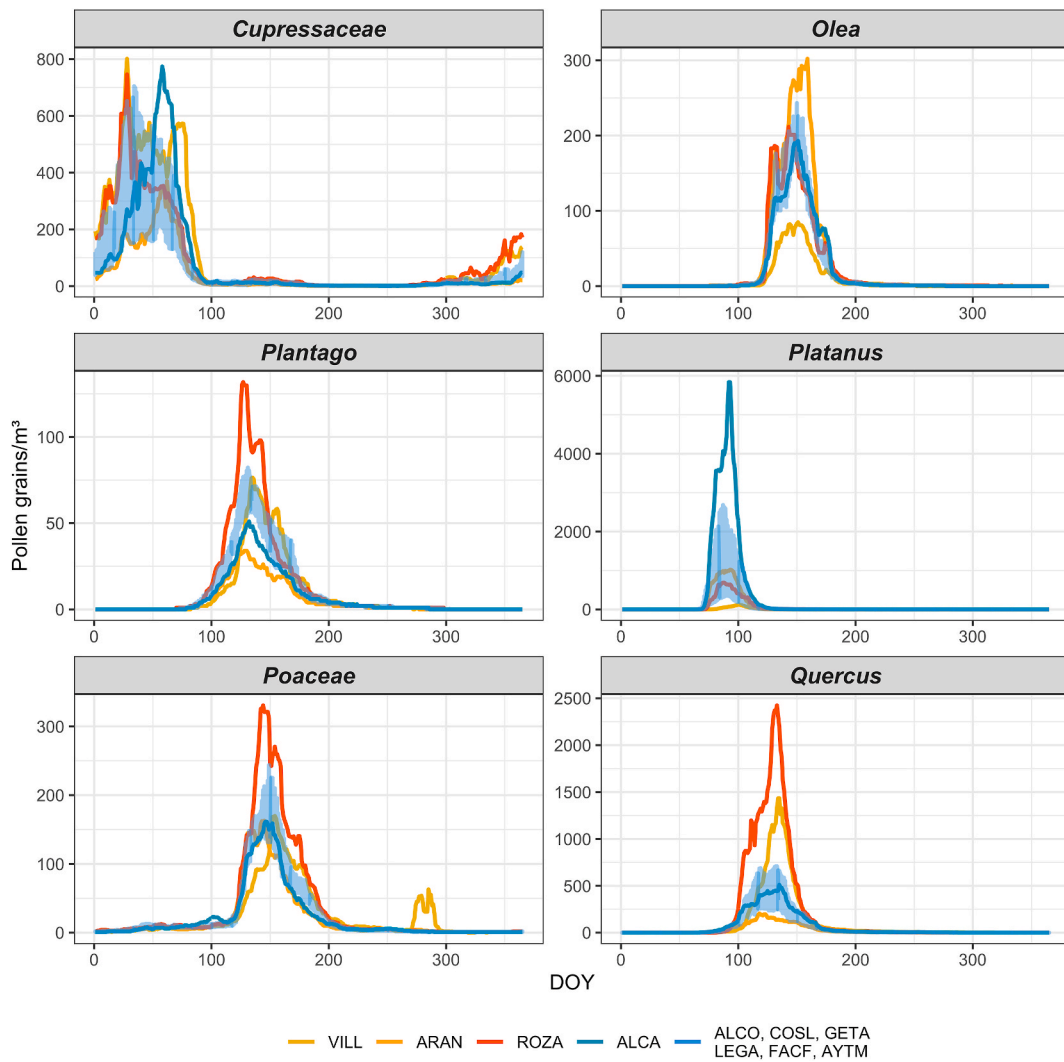 Cupressaceae
Olea
800
600
400
200
0
0 100 200 300
300
200
100
0
0 100 200 300
Plantago
Platanus
100
50
0
0 100 200 300
6000
4000
2000
0
0 100 200 300
Poaceae
Quercus
300
200
100
0
0 100 200 300
2500
2000
1500
1000
500
0
0 100 200 300
Pollen grains/m³
DOY
VILL ARAN ROZA ALCA ALCO, COSL, GETA
LEGA, FACF, AYTM